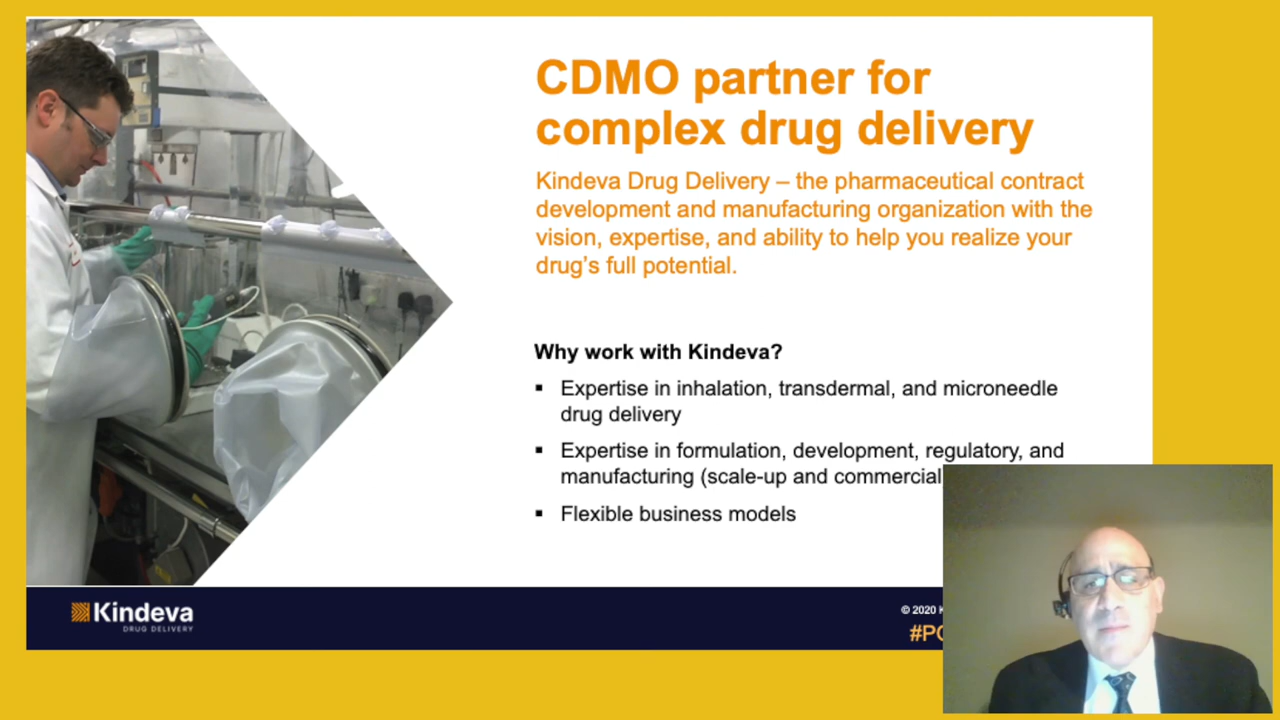 CDMO partner for
complex drug delivery
Kindeva Drug Delivery – the pharmaceutical contract
development and manufacturing organization with the
vision, expertise, and ability to help you realize your
drug’s full potential.
Why work with Kindeva?
▪ Expertise in inhalation, transdermal, and microneedle
drug delivery
▪ Expertise in formulation, development, regulatory, and
manufacturing (scale-up and commercial
▪ Flexible business models
Kindeva
DRUG DELIVERY
© 2020